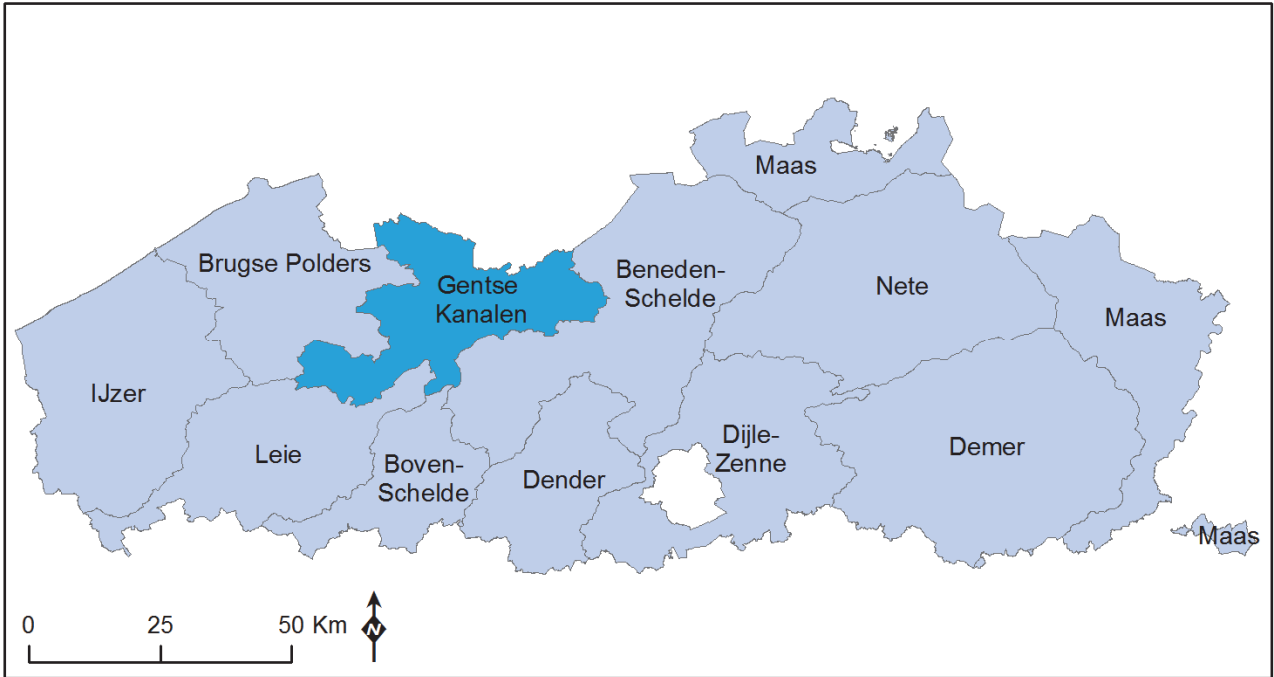 Maas
Brugse Polders
Gentse
Kanalen
Beneden-
Schelde
Nete
Maas
IJzer
Leie
Boven-
Schelde
Dender
Dijle-
Zenne
Demer
Maas
0 25 50 Km
N